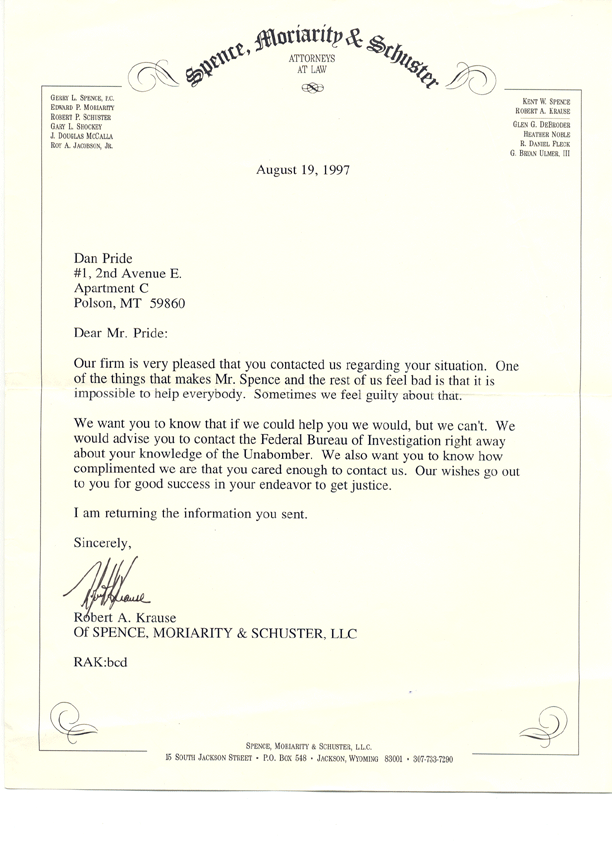 Spence, Moriarity & Schuster
ATTORNEYS
AT LAW
GERRY L. SPENCE, P.C.
EDWARD P. MORIARITY
ROBERT P. SCHUSTER
GARY L. SHOCKEY
J. DOUGLAS MCCALLA
ROY A. JACOBSON, JR.
KENT W. SPENCE
ROBERT A. KRAUSE
GLEN G. DEBRODER
HEATHER NOBLE
R. DANIEL FLECK
G. BRYAN ULMER, III
August 19, 1997
Dan Pride
#1, 2nd Avenue E.
Apartment C
Polson, MT 59860
Dear Mr. Pride:
Our firm is very pleased that you contacted us regarding your situation. One
of the things that makes Mr. Spence and the rest of us feel bad is that it is
impossible to help everybody. Sometimes we feel guilty about that.
We want you to know that if we could help you we would, but we can't. We
would advise you to contact the Federal Bureau of Investigation right away
about your knowledge of the Unabomber. We also want you to know how
complimented we are that you cared enough to contact us. Our wishes go out
to you for good success in your endeavor to get justice.
I am returning the information you sent.
Sincerely,
Robert A. Krause
Of SPENCE, MORIARITY & SCHUSTER, LLC
RAK:bcd
SPENCE, MORIARITY & SCHUSTER, L.L.C.
15 SOUTH JACKSON STREET • P.O. BOX 548 • JACKSON, WYOMING 83001 • 307-733-7290